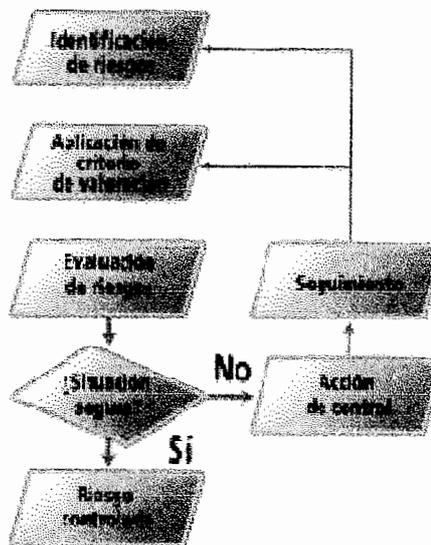 Identificación
de riesgos
Aplicación de
criterio
de valoración
Evaluación
de riesgos
Seguimiento
¿Situación
segura?
No
Acción
de control
Sí
Riesgo
controlado